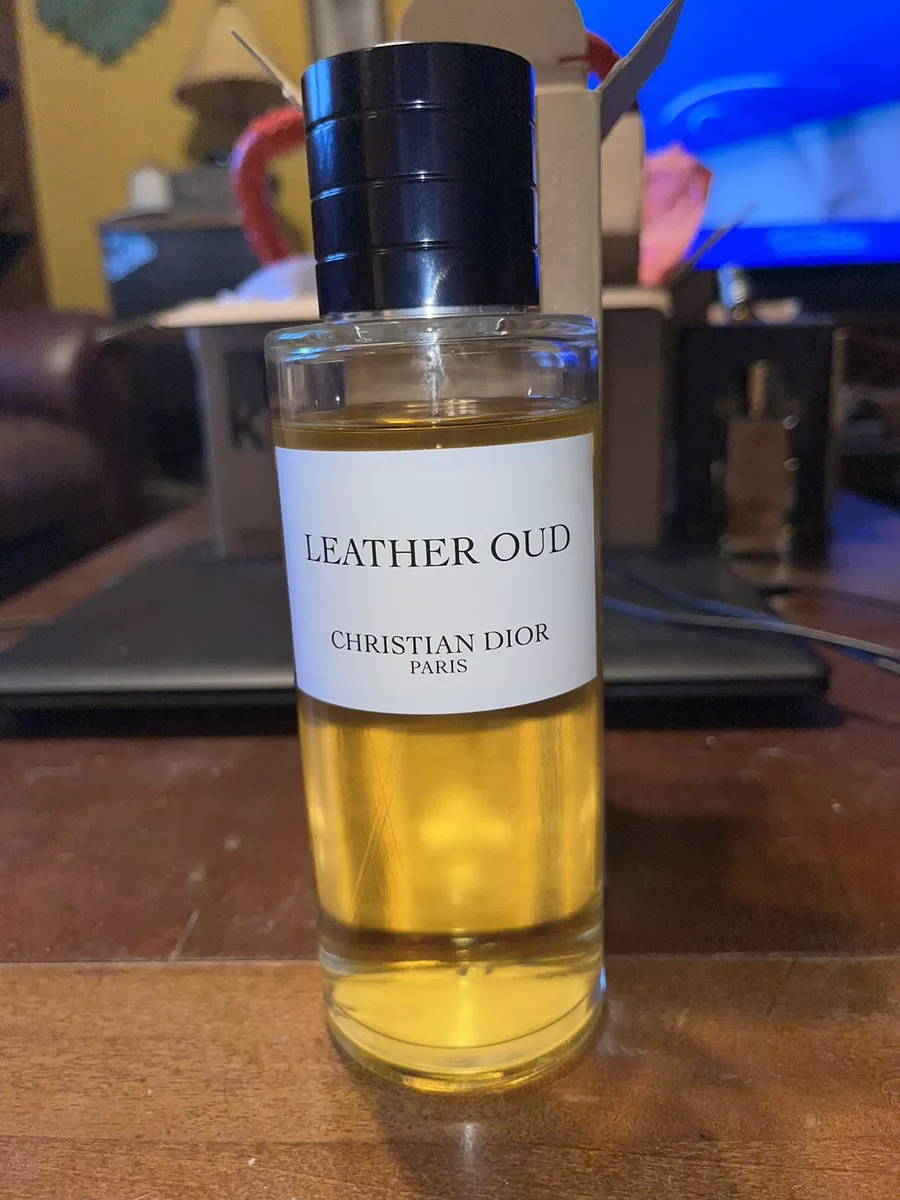 LEATHER OUD
CHRISTIAN DIOR
PARIS
K